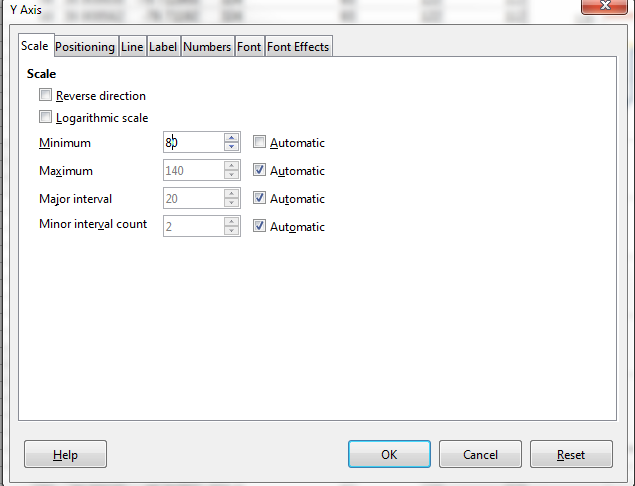 Y Axis
Scale Positioning Line Label Numbers Font Font Effects
Scale
Reverse direction
Logarithmic scale
Minimum 80 Automatic
Maximum 140 Automatic
Major interval 20 Automatic
Minor interval count 2 Automatic
Help OK Cancel Reset